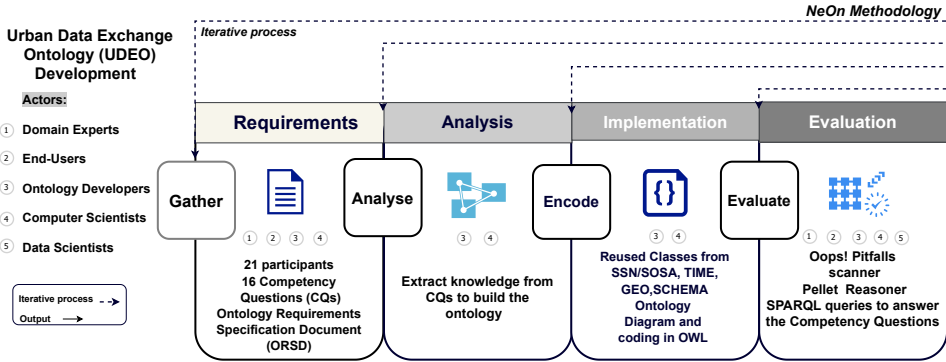 NeOn Methodology
Urban Data Exchange
Ontology (UDEO)
Development
Iterative process
Actors:
1 Domain Experts
2 End-Users
3 Ontology Developers
4 Computer Scientists
5 Data Scientists
Iterative process
Output
Requirements
Analysis
Implementation
Evaluation
Gather
1 2 3 4
21 participants
16 Competency
Questions (CQs)
Ontology Requirements
Specification Document
(ORSD)
Analyse
3 4
Extract knowledge from
CQs to build the
ontology
Encode
{}
3 4
Reused Classes from
SSN/SOSA, TIME,
GEO,SCHEMA
Ontology
Diagram and
coding in OWL
Evaluate
1 2 3 4 5
Oops! Pitfalls
scanner
Pellet Reasoner
SPARQL queries to answer
the Competency Questions